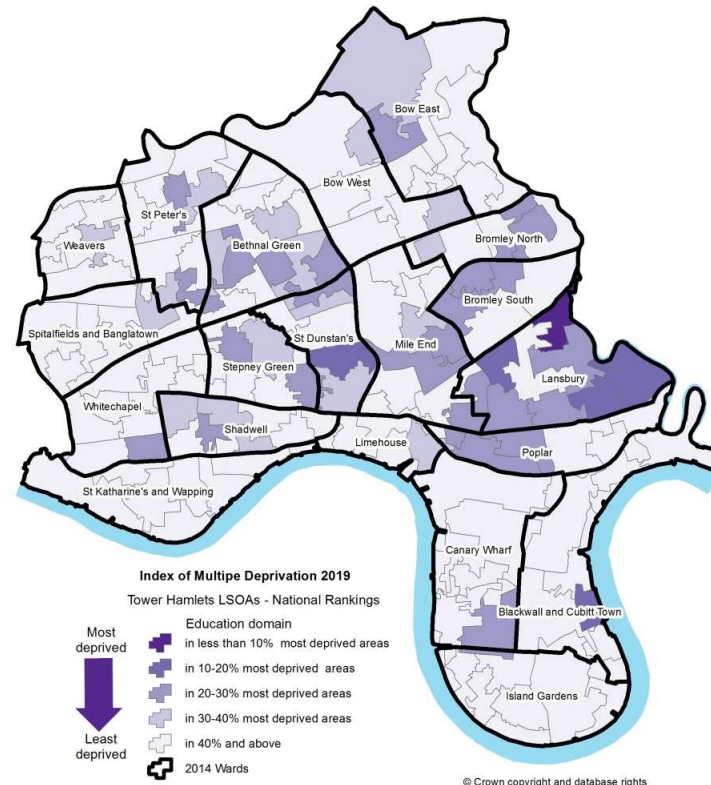 Bow East
Bow West
St Peter's
Weavers
Bethnal Green
Bromley North
Bromley South
Spitalfields and Banglatown
St Dunstan's
Mile End
Stepney Green
Lansbury
Whitechapel
Shadwell
Limehouse
Poplar
St Katharine's and Wapping
Canary Wharf
Blackwall and Cubitt Town
Island Gardens
Index of Multipe Deprivation 2019
Tower Hamlets LSOAs - National Rankings
Education domain
Most
deprived
Least
deprived
in less than 10% most deprived areas
in 10-20% most deprived areas
in 20-30% most deprived areas
in 30-40% most deprived areas
in 40% and above
2014 Wards
© Crown copyright and database rights